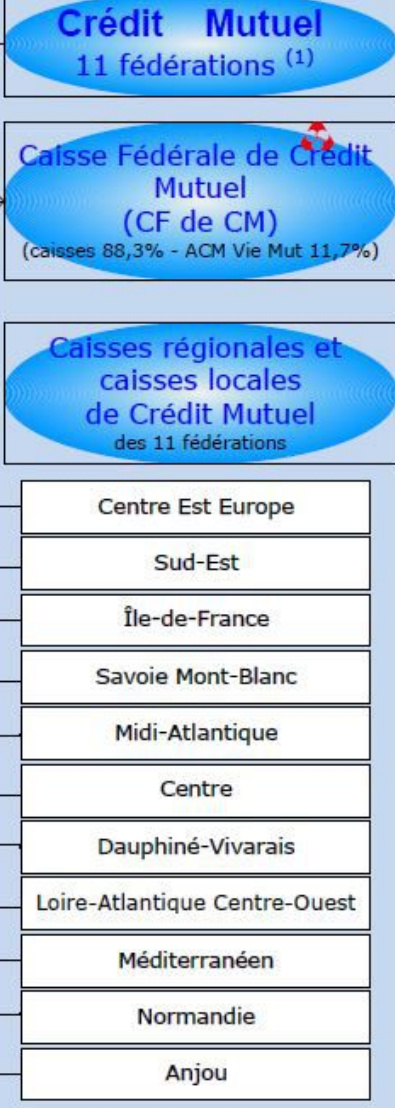 Crédit Mutuel
11 fédérations (1)
Caisse Fédérale de Crédit
Mutuel
(CF de CM)
(caisses 88,3% - ACM Vie Mut 11,7%)
Caisses régionales et
caisses locales
de Crédit Mutuel
des 11 fédérations
Centre Est Europe
Sud-Est
Île-de-France
Savoie Mont-Blanc
Midi-Atlantique
Centre
Dauphiné-Vivarais
Loire-Atlantique Centre-Ouest
Méditerranéen
Normandie
Anjou